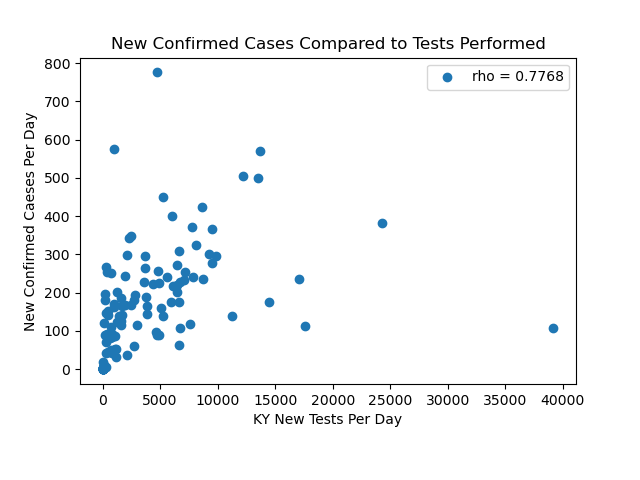 New Confirmed Cases Compared to Tests Performed
rho = 0.7768
New Confirmed Caeses Per Day
800
700
600
500
400
300
200
100
0
0 5000 10000 15000 20000 25000 30000 35000 40000
KY New Tests Per Day